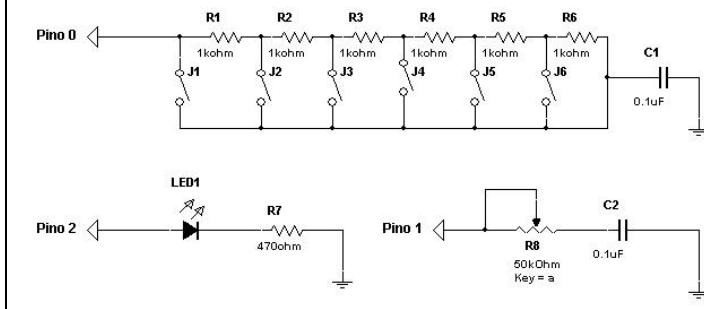 R1 R2 R3 R4 R5 R6
Pino 0
1kohm 1kohm 1kohm 1kohm 1kohm 1kohm
C1
J1 J2 J3 J4 J5 J6
0.1uF
LED1
R7
C2
Pino 2
Pino 1
470ohm
R8
0.1uF
50kOhm
Key = a